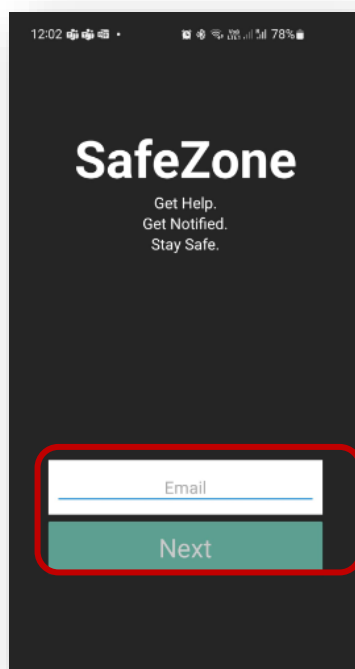 12:02
78%
SafeZone
Get Help.
Get Notified.
Stay Safe.
Email
Next